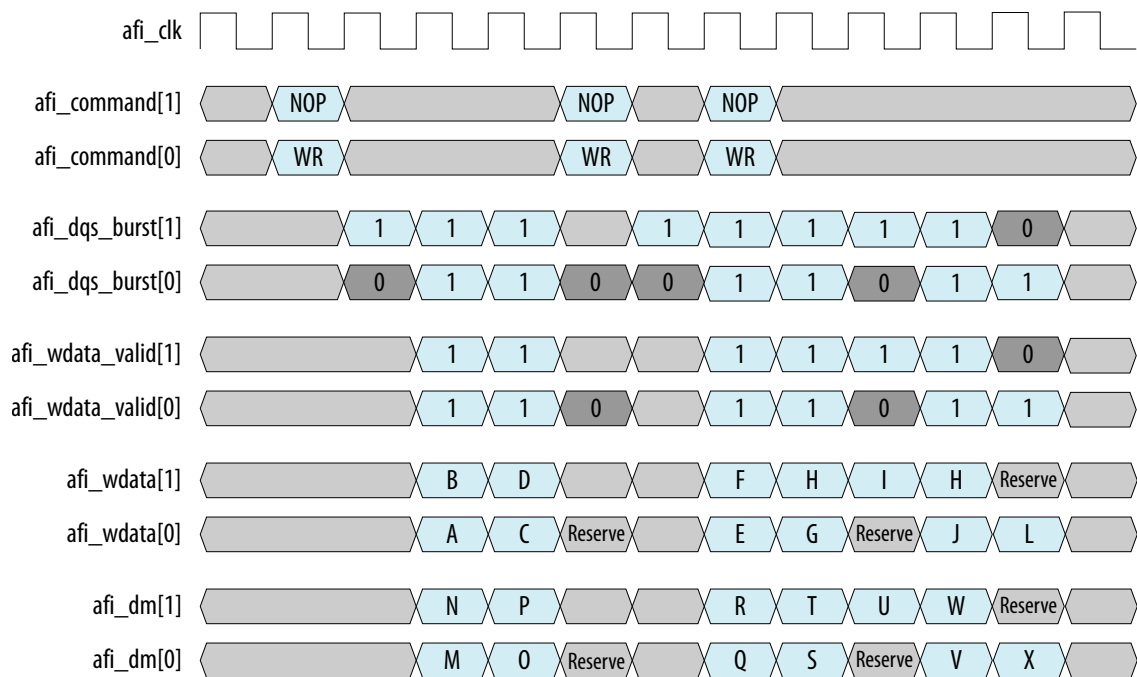 afi_clk
afi_command[1] NOP NOP NOP
afi_command[0] WR WR WR
afi_dqs_burst[1] 1 1 1 1 1 1 1 1 0
afi_dqs_burst[0] 0 1 1 0 0 1 1 0 1 1
afi_wdata_valid[1] 1 1 1 1 1 1 0
afi_wdata_valid[0] 1 1 0 1 1 0 1 1
afi_wdata[1] B D F H I H Reserve
afi_wdata[0] A C Reserve E G Reserve J L
afi_dm[1] N P R T U W Reserve
afi_dm[0] M O Reserve Q S Reserve V X